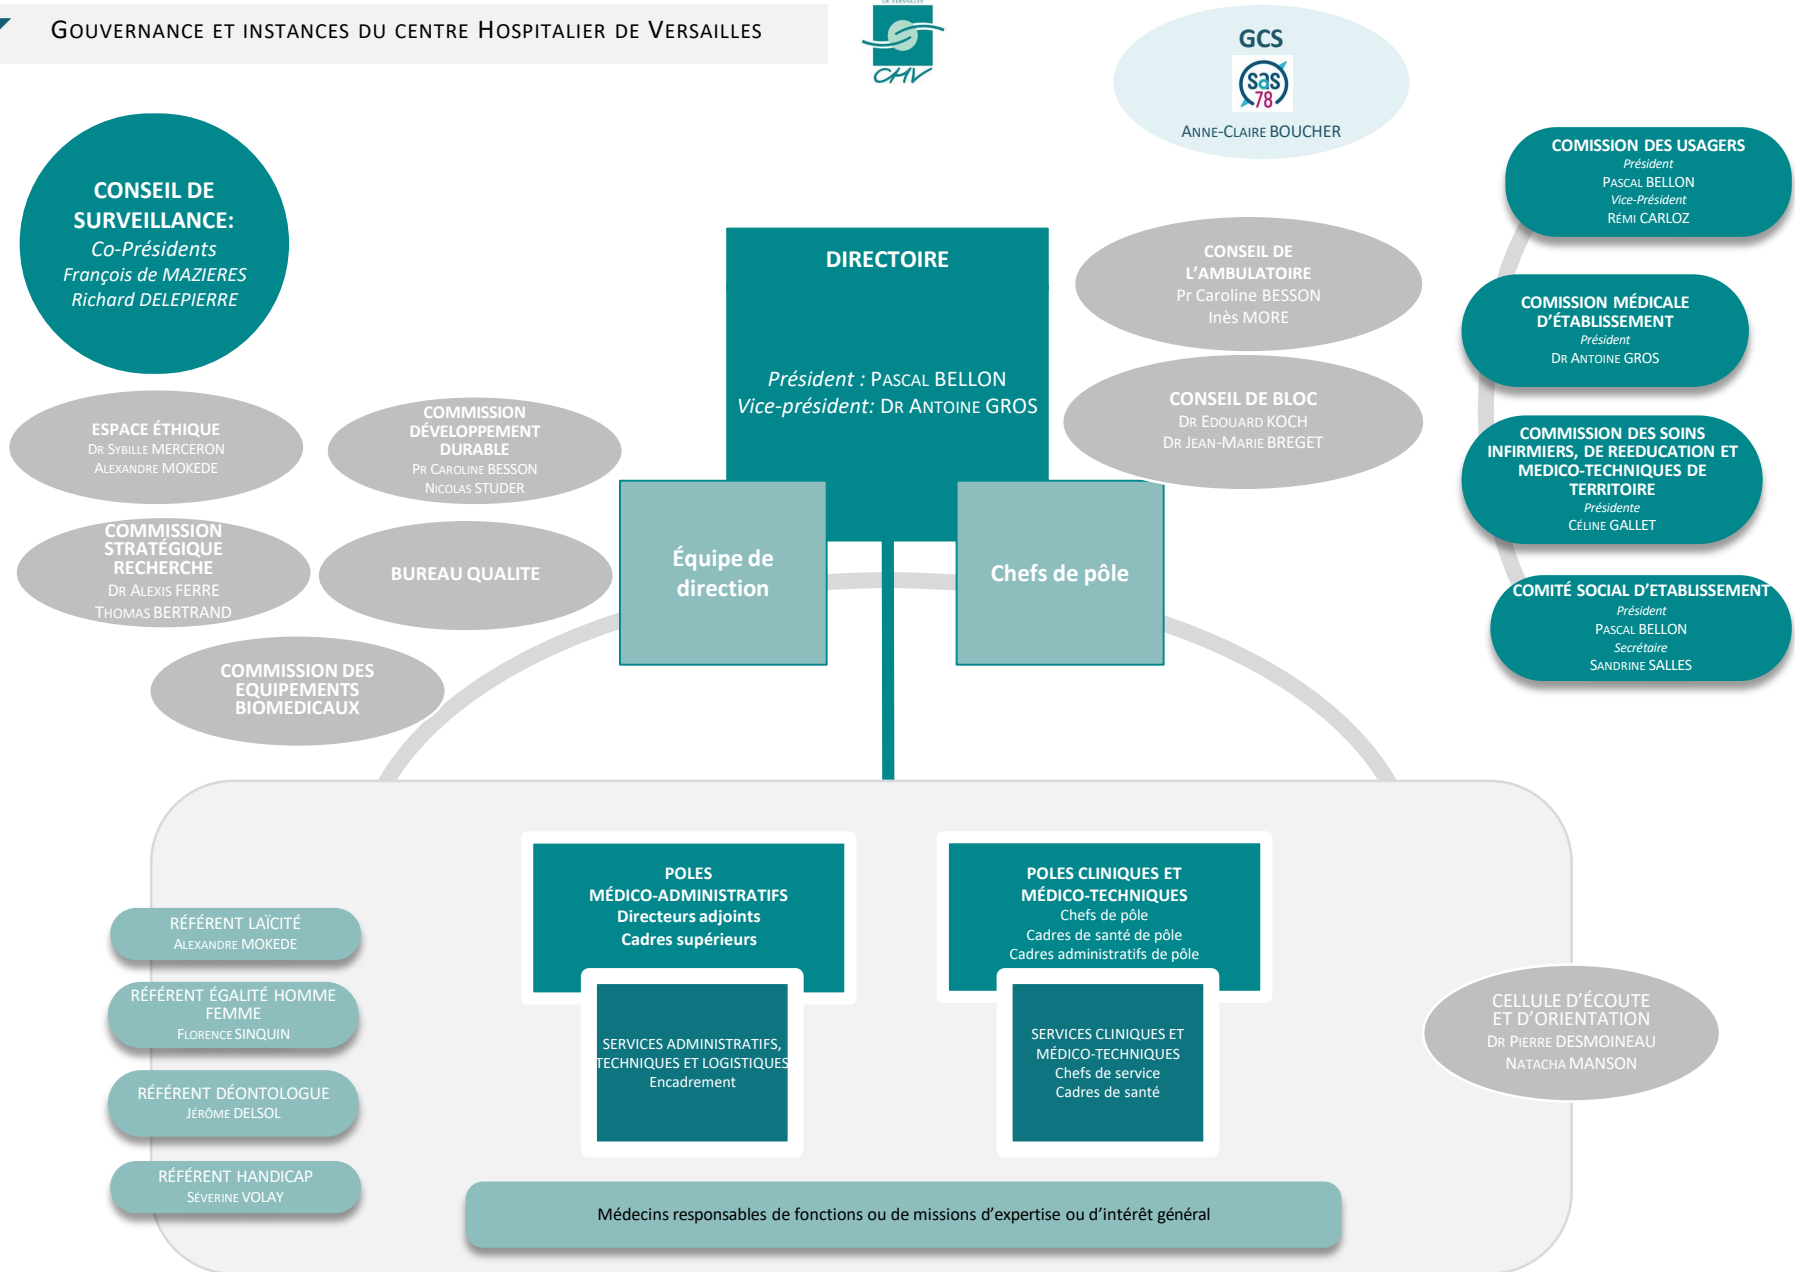 GOUVERNANCE ET INSTANCES DU CENTRE HOSPITALIER DE VERSAILLES
DE VERSAILLES
CHV
GCS
sas
78
ANNE-CLAIRE BOUCHER
CONSEIL DE
SURVEILLANCE:
Co-Présidents
François de MAZIERES
Richard DELEPIERRE
DIRECTOIRE
Président : PASCAL BELLON
Vice-président: DR ANTOINE GROS
CONSEIL DE
L'AMBULATOIRE
Pr Caroline BESSON
Inès MORE
CONSEIL DE BLOC
DR EDOUARD KOCH
DR JEAN-MARIE BREGET
COMISSION DES USAGERS
Président
PASCAL BELLON
Vice-Président
RÉMI CARLOZ
COMISSION MÉDICALE
D'ÉTABLISSEMENT
Président
DR ANTOINE GROS
COMMISSION DES SOINS
INFIRMIERS, DE REEDUCATION ET
MEDICO-TECHNIQUES DE
TERRITOIRE
Présidente
CÉLINE GALLET
COMITÉ SOCIAL D'ETABLISSEMENT
Président
PASCAL BELLON
Secrétaire
SANDRINE SALLES
ESPACE ÉTHIQUE
DR SYBILLE MERCERON
ALEXANDRE MOKEDE
COMMISSION
DÉVELOPPEMENT
DURABLE
PR CAROLINE BESSON
NICOLAS STUDER
COMMISSION
STRATÉGIQUE
RECHERCHE
DR ALEXIS FERRE
THOMAS BERTRAND
BUREAU QUALITE
COMMISSION DES
EQUIPEMENTS
BIOMEDICAUX
Équipe de
direction
Chefs de pôle
POLES
MÉDICO-ADMINISTRATIFS
Directeurs adjoints
Cadres supérieurs
SERVICES ADMINISTRATIFS,
TECHNIQUES ET LOGISTIQUES
Encadrement
POLES CLINIQUES ET
MÉDICO-TECHNIQUES
Chefs de pôle
Cadres de santé de pôle
Cadres administratifs de pôle
SERVICES CLINIQUES ET
MÉDICO-TECHNIQUES
Chefs de service
Cadres de santé
RÉFÉRENT LAÏCITÉ
ALEXANDRE MOKEDE
RÉFÉRENT ÉGALITÉ HOMME
FEMME
FLORENCE SINQUIN
RÉFÉRENT DÉONTOLOGUE
JÉRÔME DELSOL
RÉFÉRENT HANDICAP
SÉVERINE VOLAY
CELLULE D'ÉCOUTE
ET D'ORIENTATION
DR PIERRE DESMOINEAU
NATACHA MANSON
Médecins responsables de fonctions ou de missions d'expertise ou d'intérêt général